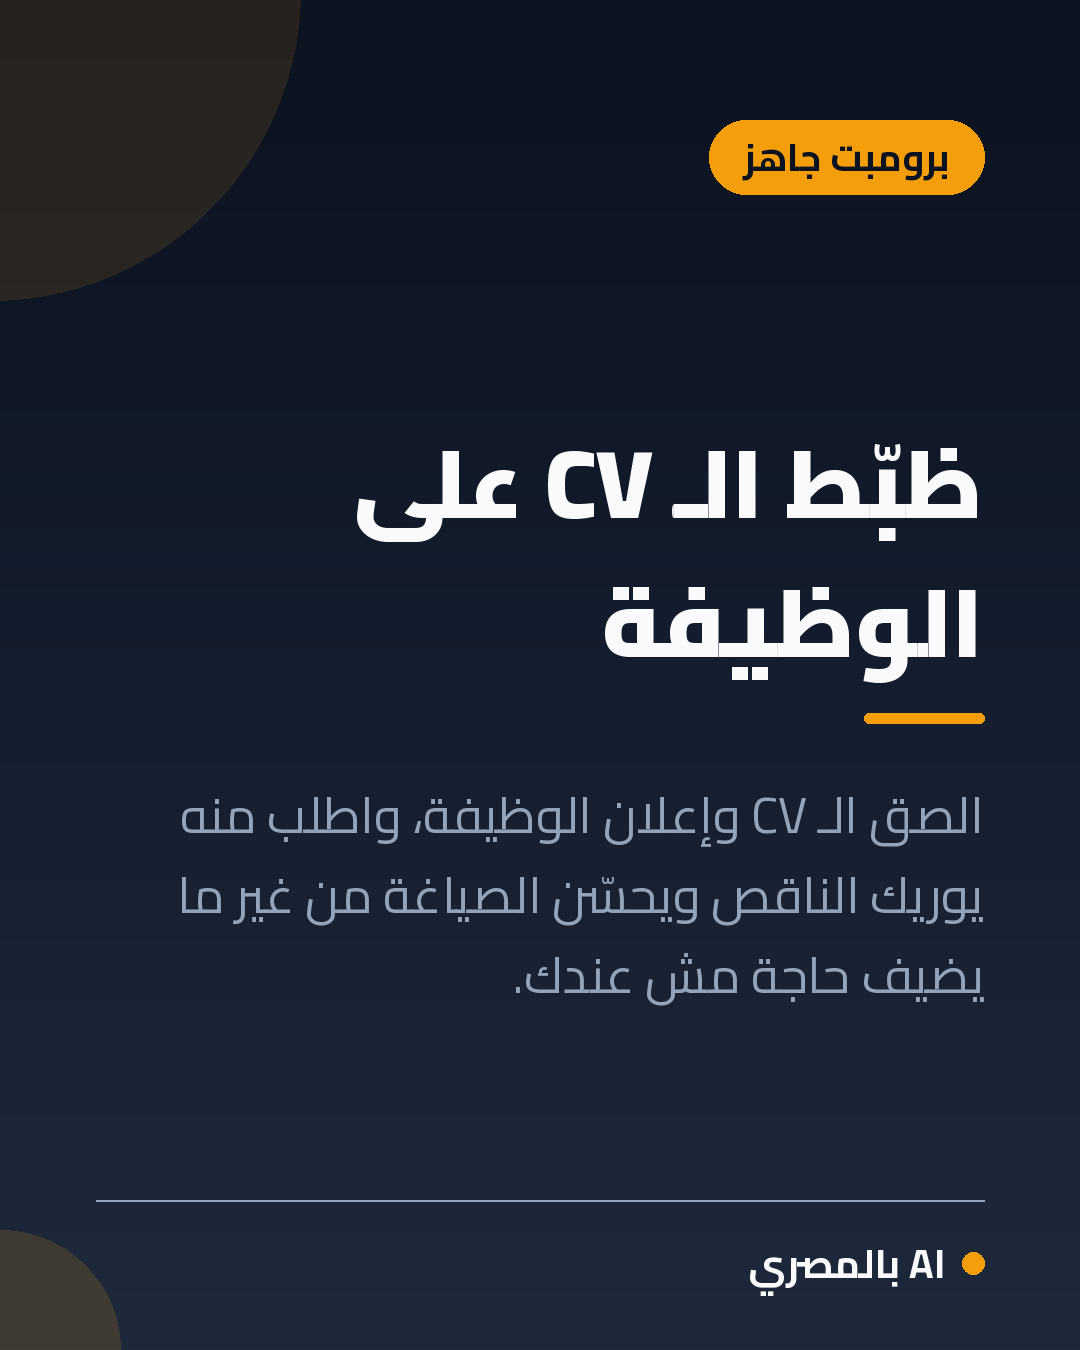 برومبت جاهز
ظبّط الـ CV على
الوظيفة
الصق الـ CV وإعلان الوظيفة، واطلب منه
يوريك الناقص ويحسّن الصياغة من غير ما
يضيف حاجة مش عندك.
AI بالمصري